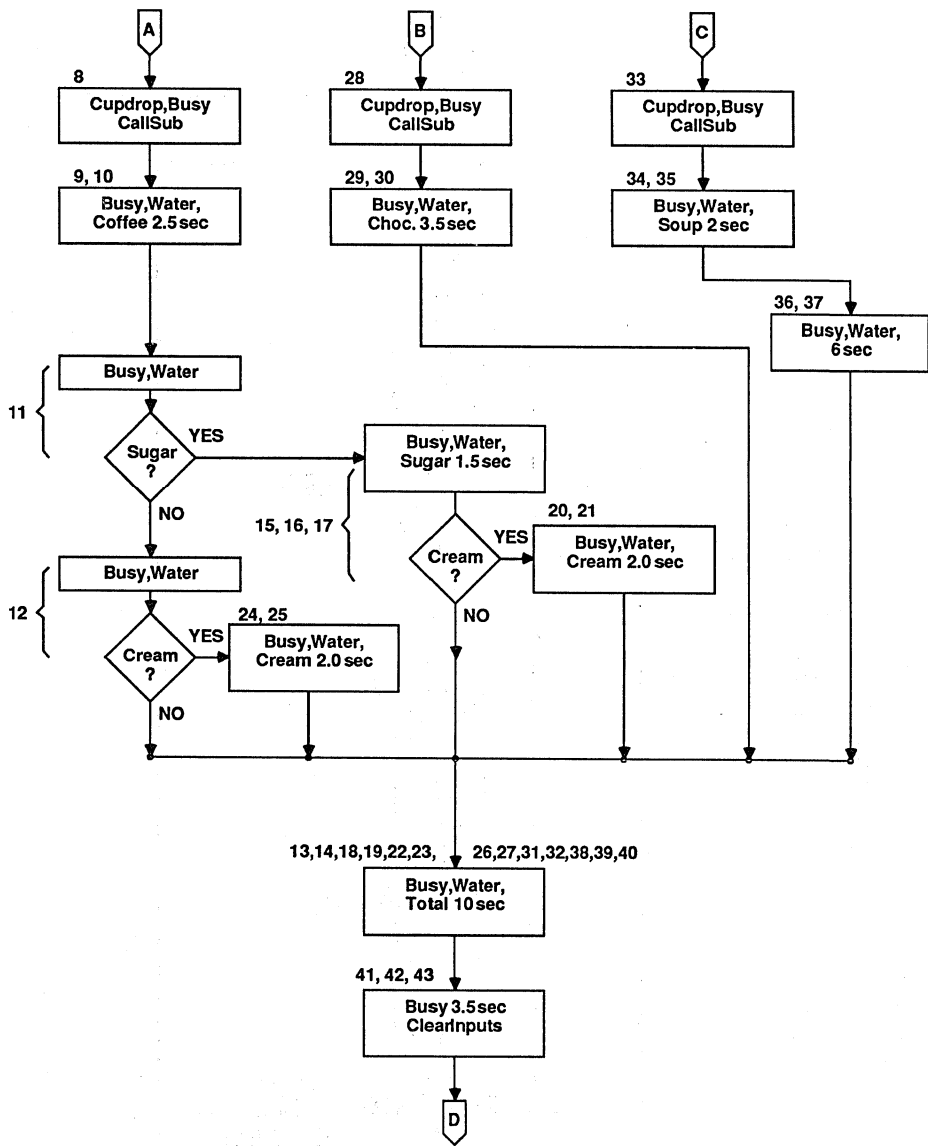 A
B
C
8
28
33
Cupdrop,Busy
CallSub
Cupdrop,Busy
CallSub
Cupdrop,Busy
CallSub
9, 10
29, 30
34, 35
Busy,Water,
Coffee 2.5 sec
Busy,Water,
Choc. 3.5 sec
Busy,Water,
Soup 2 sec
36, 37
Busy,Water,
6 sec
11
Busy,Water
Sugar
?
YES
NO
Busy,Water,
Sugar 1.5 sec
15, 16, 17
Cream
?
YES
NO
20, 21
Busy,Water,
Cream 2.0 sec
12
Busy,Water
Cream
?
YES
NO
24, 25
Busy,Water,
Cream 2.0 sec
13,14,18,19,22,23, 26,27,31,32,38,39,40
Busy,Water,
Total 10 sec
41, 42, 43
Busy 3.5 sec
ClearInputs
D